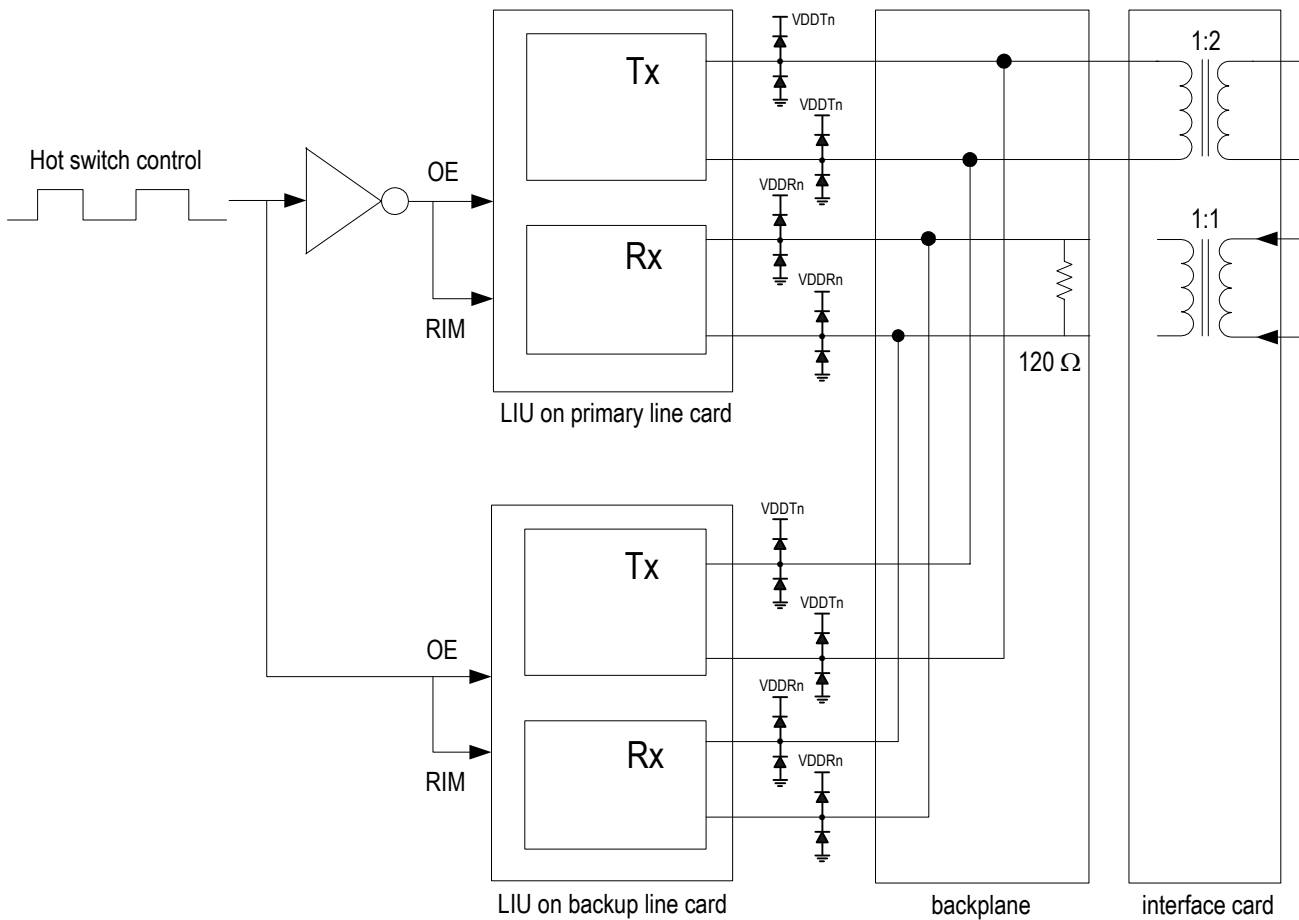 VDDTn
1:2
Tx
VDDTn
Hot switch control
OE
VDDRn
1:1
Rx
VDDRn
RIM
120 Ω
LIU on primary line card
VDDTn
Tx
VDDTn
OE
VDDRn
Rx
VDDRn
RIM
LIU on backup line card
backplane
interface card